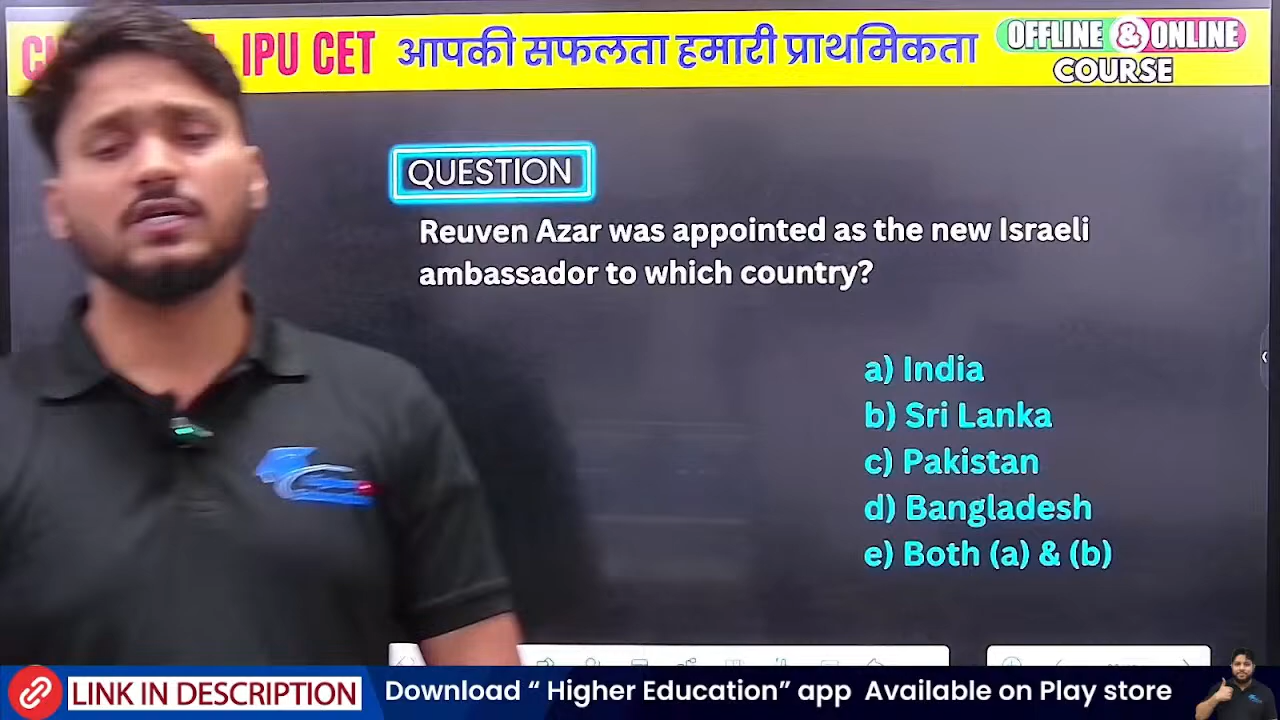 IPU CET आपकी सफलता हमारी प्राथमिकता OFFLINE & ONLINE
COURSE
QUESTION
Reuven Azar was appointed as the new Israeli
ambassador to which country?
a) India
b) Sri Lanka
c) Pakistan
d) Bangladesh
e) Both (a) & (b)
LINK IN DESCRIPTION Download “ Higher Education” app Available on Play store